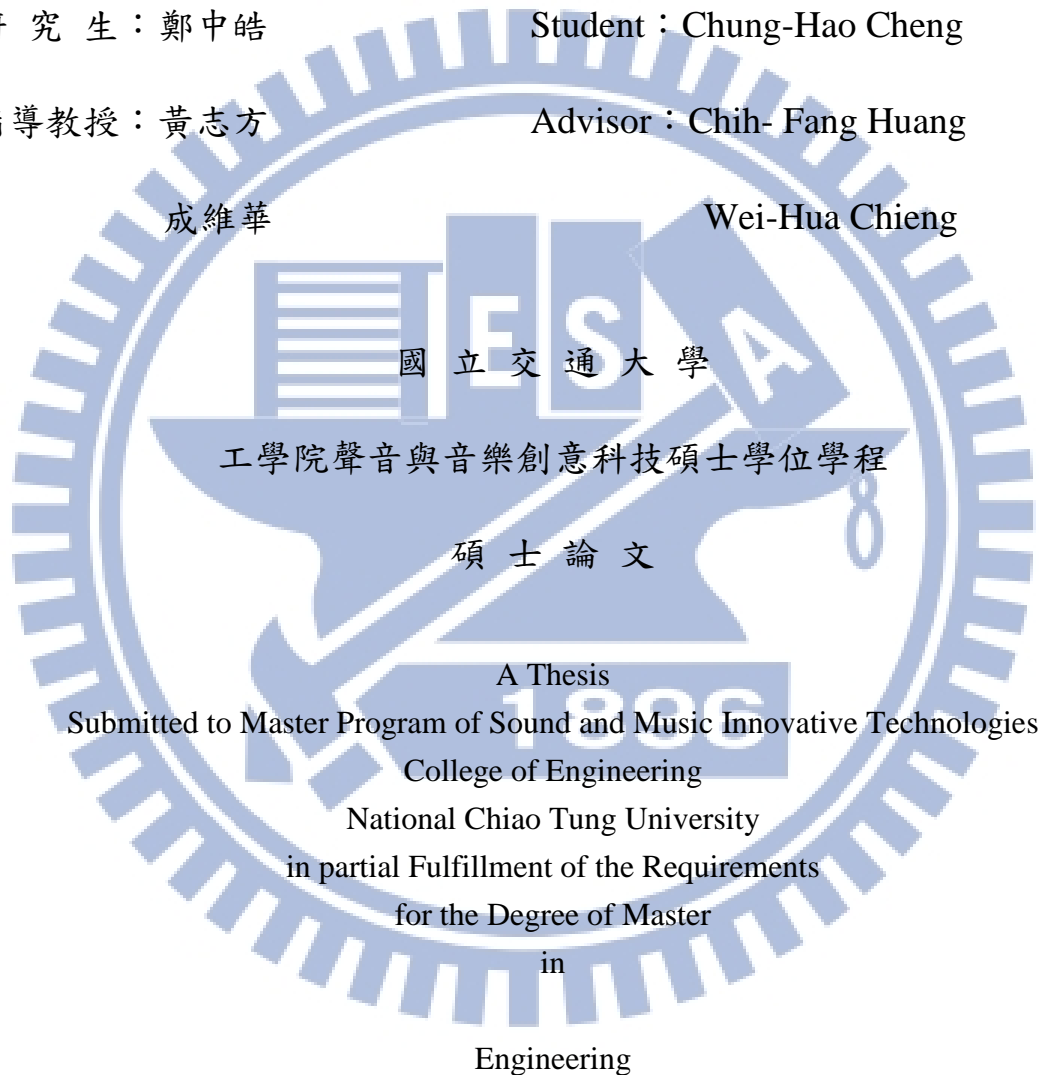 研 究 生：鄭中皓 Student：Chung-Hao Cheng
指導教授：黃志方 Advisor：Chih- Fang Huang
成維華 Wei-Hua Chieng
E S A
國 立 交 通 大 學
工學院聲音與音樂創意科技碩士學位學程
8
碩 士 論 文
A Thesis
1896
Submitted to Master Program of Sound and Music Innovative Technologies
College of Engineering
National Chiao Tung University
in partial Fulfillment of the Requirements
for the Degree of Master
in
Engineering